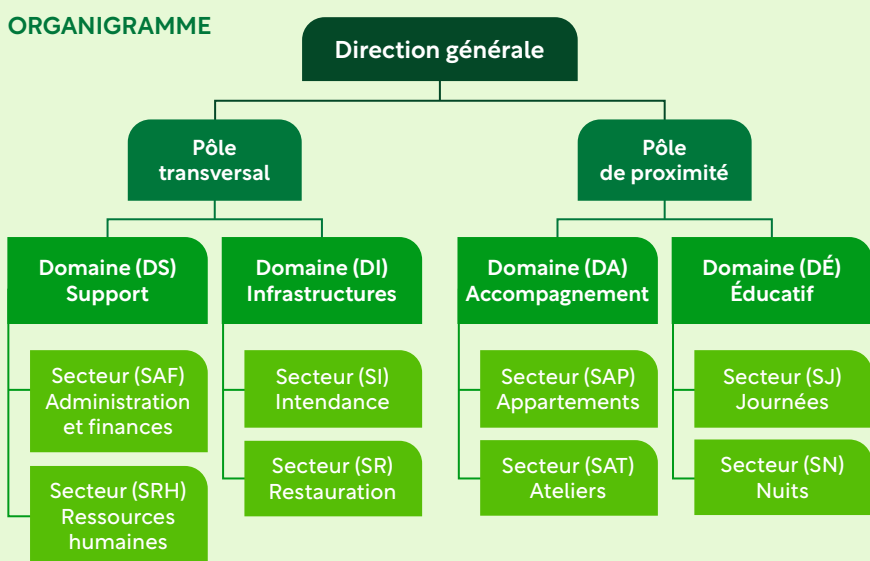 ORGANIGRAMME
Direction générale
Pôle
transversal
Pôle
de proximité
Domaine (DS)
Support
Domaine (DI)
Infrastructures
Domaine (DA)
Accompagnement
Domaine (DÉ)
Éducatif
Secteur (SAF)
Administration
et finances
Secteur (SI)
Intendance
Secteur (SAP)
Appartements
Secteur (SJ)
Journées
Secteur (SRH)
Ressources
humaines
Secteur (SR)
Restauration
Secteur (SAT)
Ateliers
Secteur (SN)
Nuits